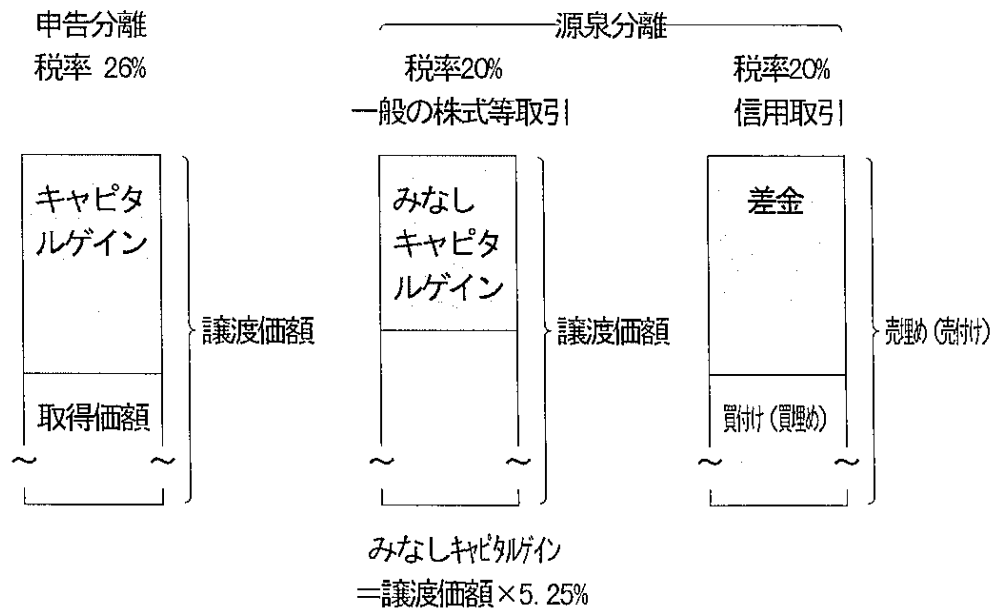 申告分離
税率 26%
源泉分離
税率20%
一般の株式等取引
税率20%
信用取引
キャピタ
ルゲイン
取得価額
譲渡価額
みなし
キャピタ
ルゲイン
譲渡価額
みなしキャピタルゲイン
=譲渡価額×5.25%
差金
買付け(買埋め)
売埋め(売付け)